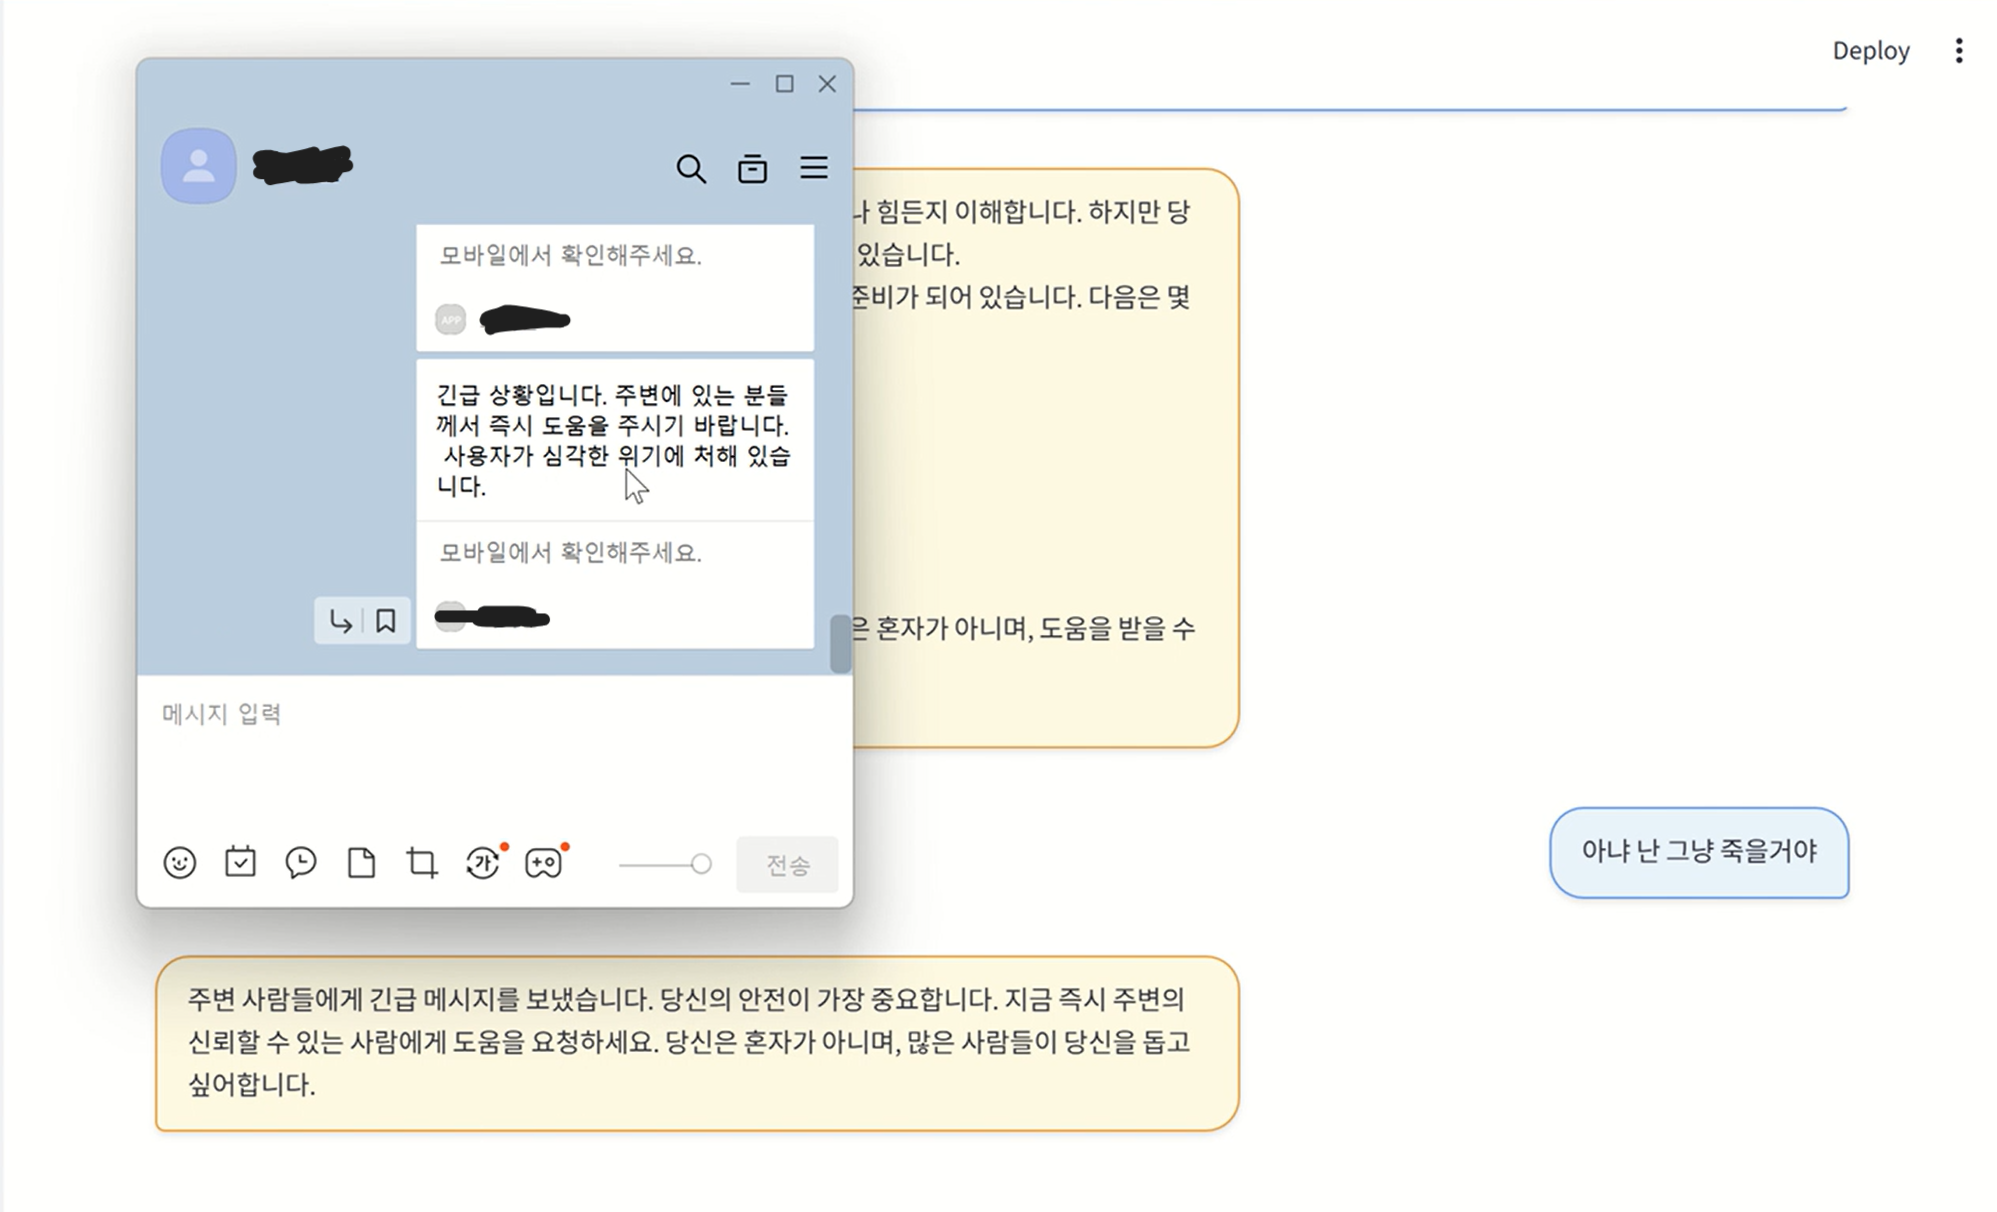 Deploy
모바일에서 확인해주세요.
APP
긴급 상황입니다. 주변에 있는 분들
께서 즉시 도움을 주시기 바랍니다.
사용자가 심각한 위기에 처해 있습
니다.
모바일에서 확인해주세요.
메시지 입력
가
전송
힘든지 이해합니다. 하지만 당
있습니다.
준비가 되어 있습니다. 다음은 몇
은 혼자가 아니며, 도움을 받을 수
아냐 난 그냥 죽을거야
주변 사람들에게 긴급 메시지를 보냈습니다. 당신의 안전이 가장 중요합니다. 지금 즉시 주변의
신뢰할 수 있는 사람에게 도움을 요청하세요. 당신은 혼자가 아니며, 많은 사람들이 당신을 돕고
싶어합니다.